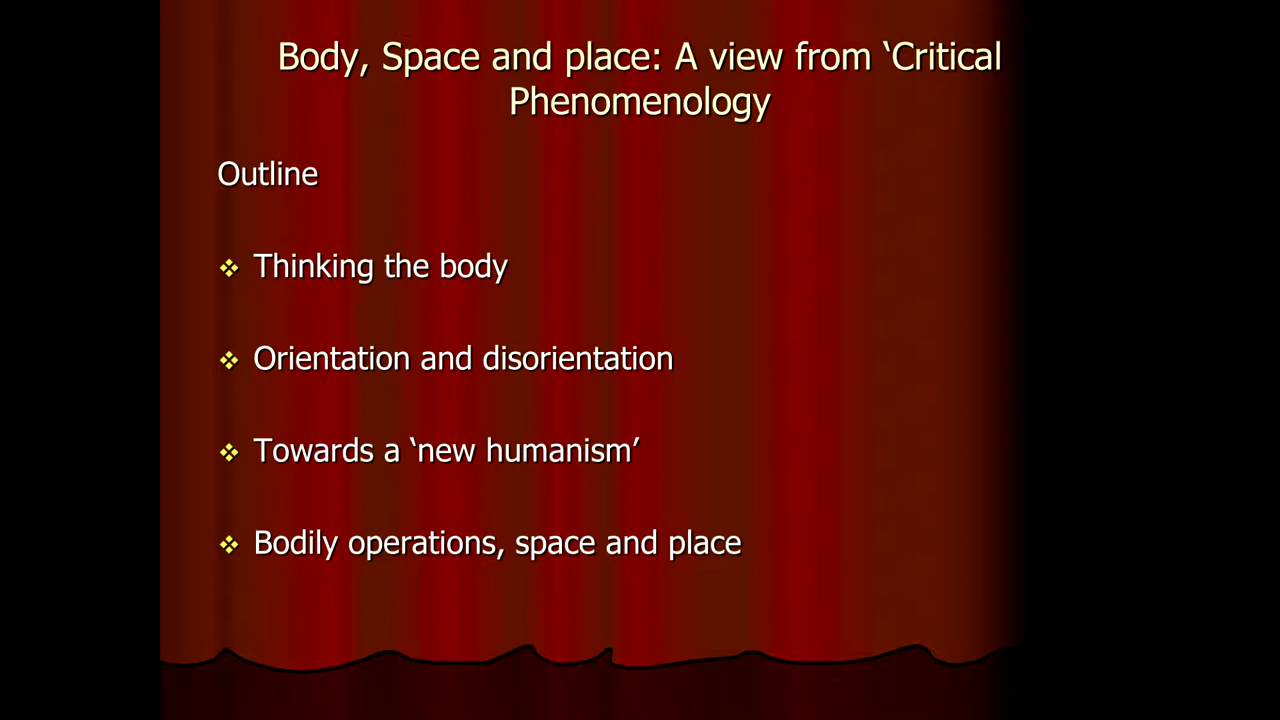 Body, Space and place: A view from ‘Critical
Phenomenology
Outline
Thinking the body
Orientation and disorientation
Towards a ‘new humanism’
Bodily operations, space and place